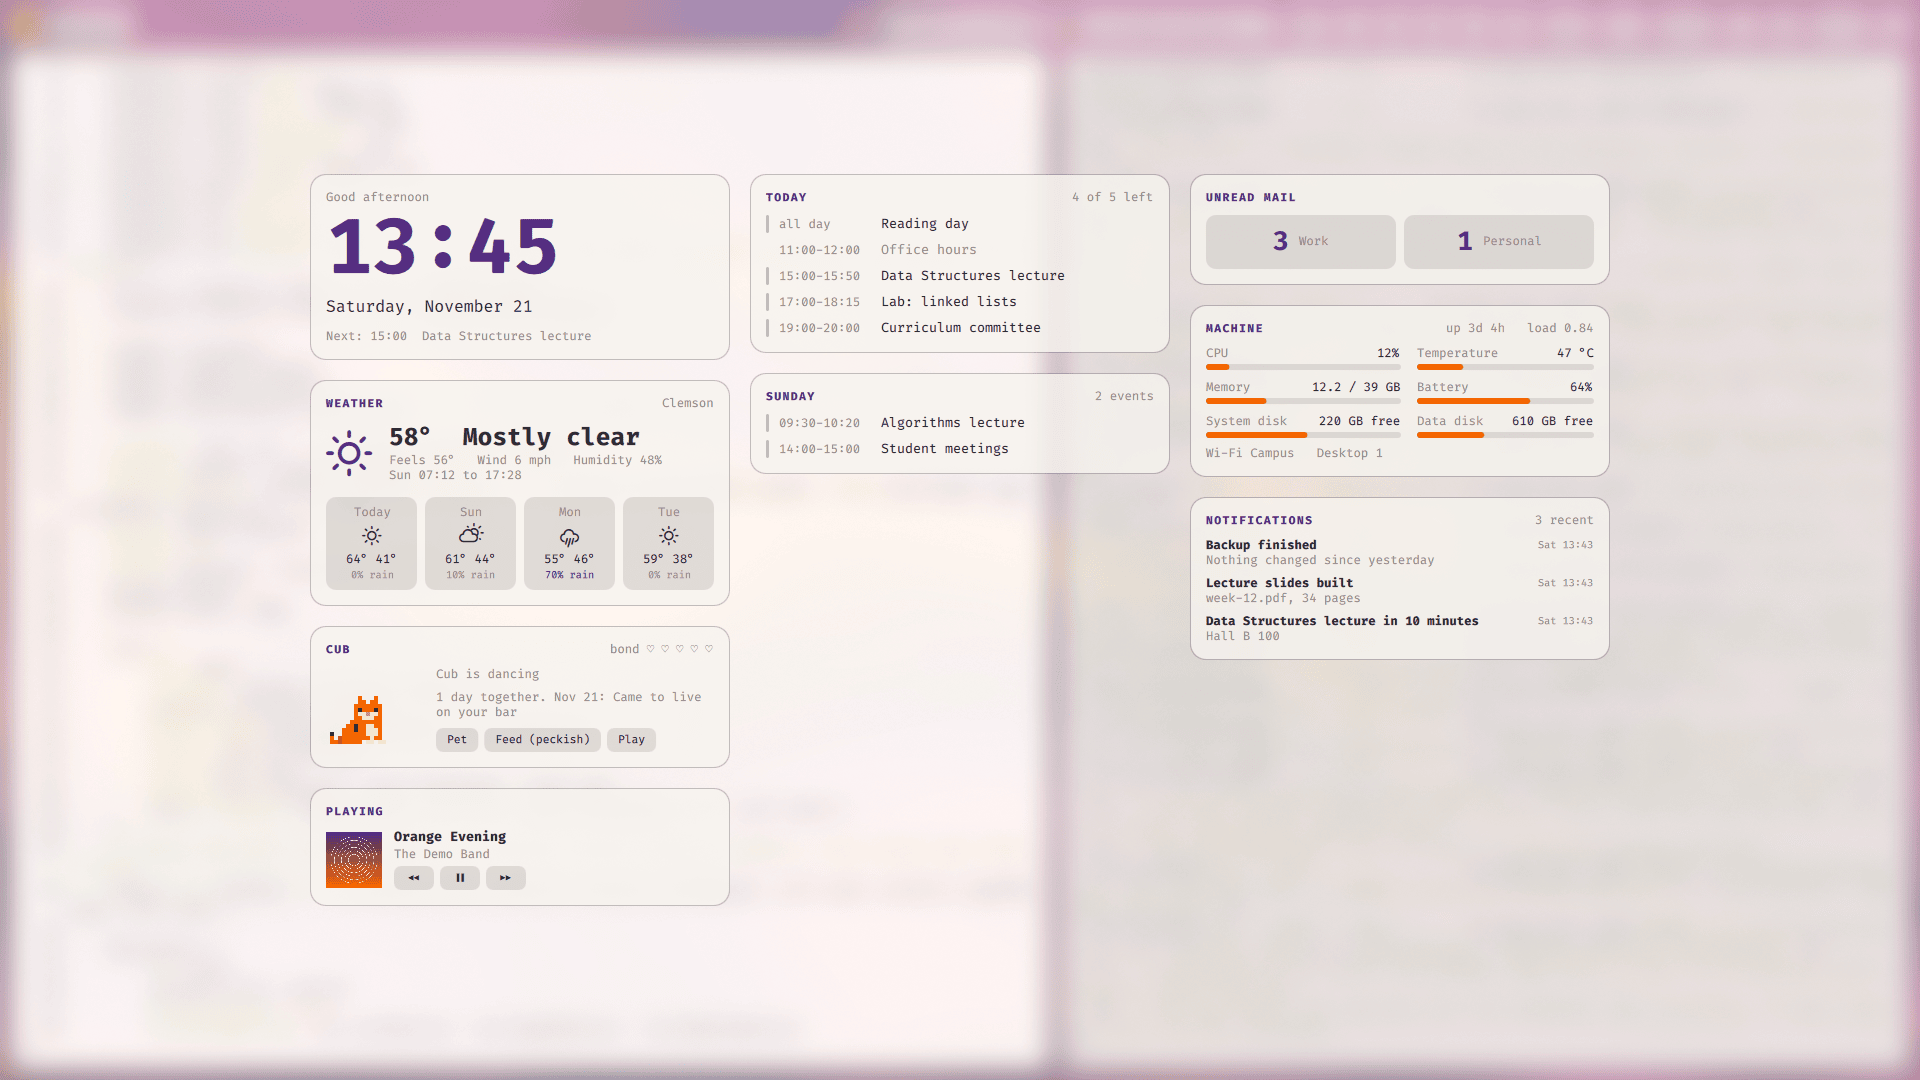 Good afternoon
13:45
Saturday, November 21
Next: 15:00 Data Structures lecture
WEATHER Clemson
58° Mostly clear
Feels 56° Wind 6 mph Humidity 48%
Sun 07:12 to 17:28
Today Sun Mon Tue
64° 41° 61° 44° 55° 46° 59° 38°
0% rain 10% rain 70% rain 0% rain
CUB bond ♡ ♡ ♡ ♡ ♡
Cub is dancing
1 day together. Nov 21: Came to live
on your bar
Pet Feed (peckish) Play
PLAYING
Orange Evening
The Demo Band
TODAY 4 of 5 left
all day Reading day
11:00-12:00 Office hours
15:00-15:50 Data Structures lecture
17:00-18:15 Lab: linked lists
19:00-20:00 Curriculum committee
SUNDAY 2 events
09:30-10:20 Algorithms lecture
14:00-15:00 Student meetings
UNREAD MAIL
3 Work 1 Personal
MACHINE up 3d 4h load 0.84
CPU 12% Temperature 47 °C
Memory 12.2 / 39 GB Battery 64%
System disk 220 GB free Data disk 610 GB free
Wi-Fi Campus Desktop 1
NOTIFICATIONS 3 recent
Backup finished Sat 13:43
Nothing changed since yesterday
Lecture slides built Sat 13:43
week-12.pdf, 34 pages
Data Structures lecture in 10 minutes Sat 13:43
Hall B 100